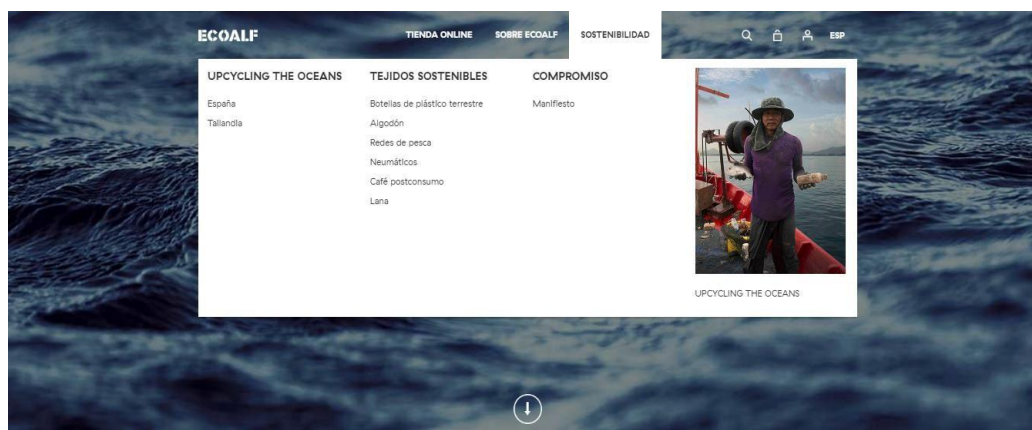 ECOALF
TIENDA ONLINE
SOBRE ECOALF
SOSTENIBILIDAD
ESP
UPCYCLING THE OCEANS
España
Tailandia
TEJIDOS SOSTENIBLES
Botellas de plástico terrestre
Algodón
Redes de pesca
Neumáticos
Café postconsumo
Lana
COMPROMISO
Manifiesto
UPCYCLING THE OCEANS